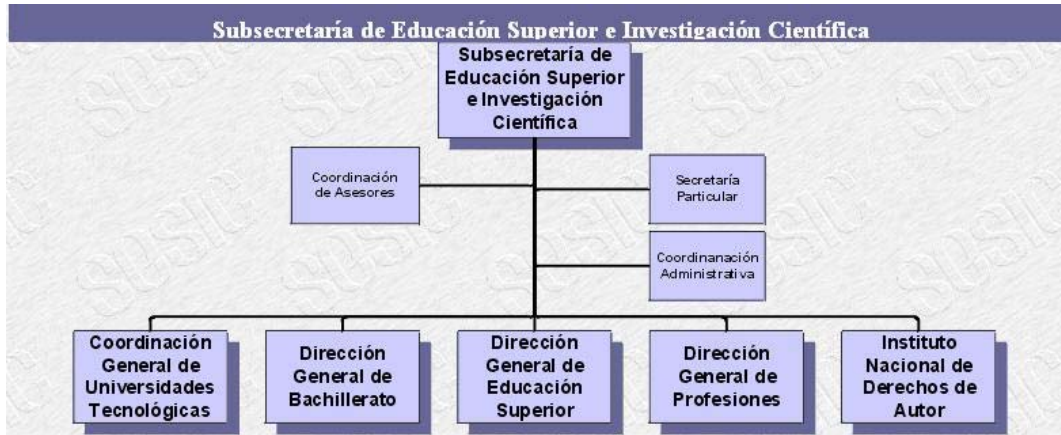 Subsecretaría de Educación Superior e Investigación Científica
Subsecretaría de
Educación Superior
e Investigación
Científica
Coordinación
de Asesores
Secretaría
Particular
Coordinanación
Administrativa
Coordinación
General de
Universidades
Tecnológicas
Dirección
General de
Bachillerato
Dirección
General de
Educación
Superior
Dirección
General de
Profesiones
Instituto
Nacional de
Derechos de
Autor